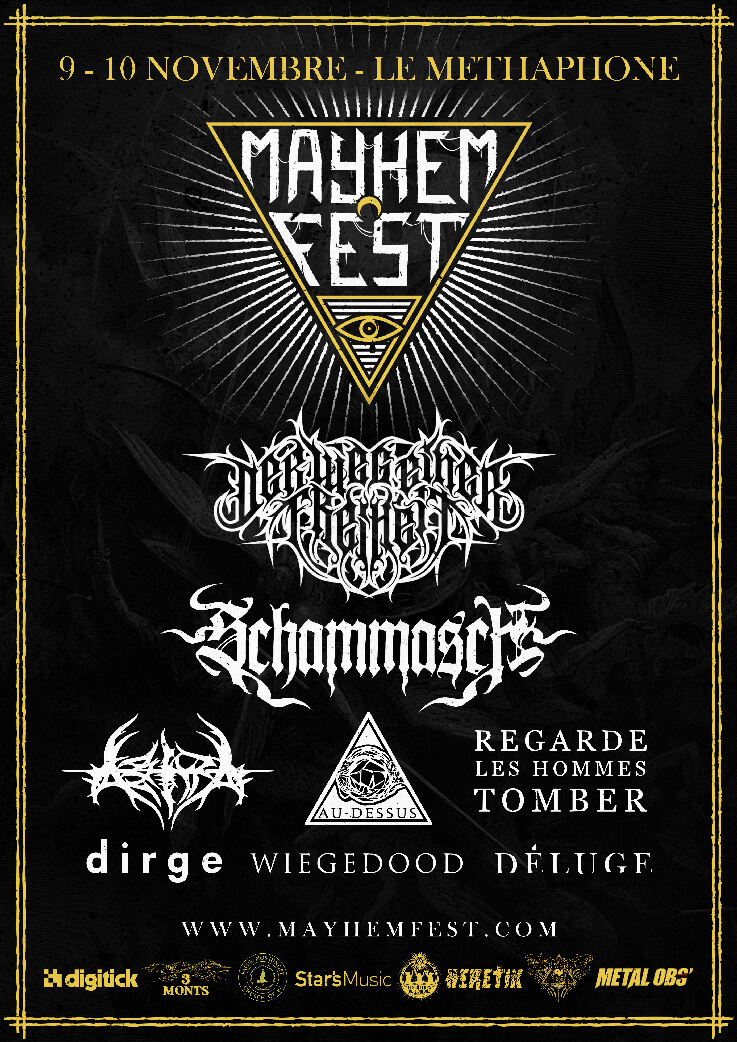 9 - 10 NOVEMBRE - LE METHAPHONE
MAYHEM
FEST
DER WEG EINER
FREIHEIT
Schammasch
AU-DESSUS
REGARDE
LES HOMMES
TOMBER
dirge WIEGEDOOD DÉLUGE
WWW.MAYHEMFEST.COM
digitick
3
MONTS
Star'sMusic
HERETIK
METAL OBS'